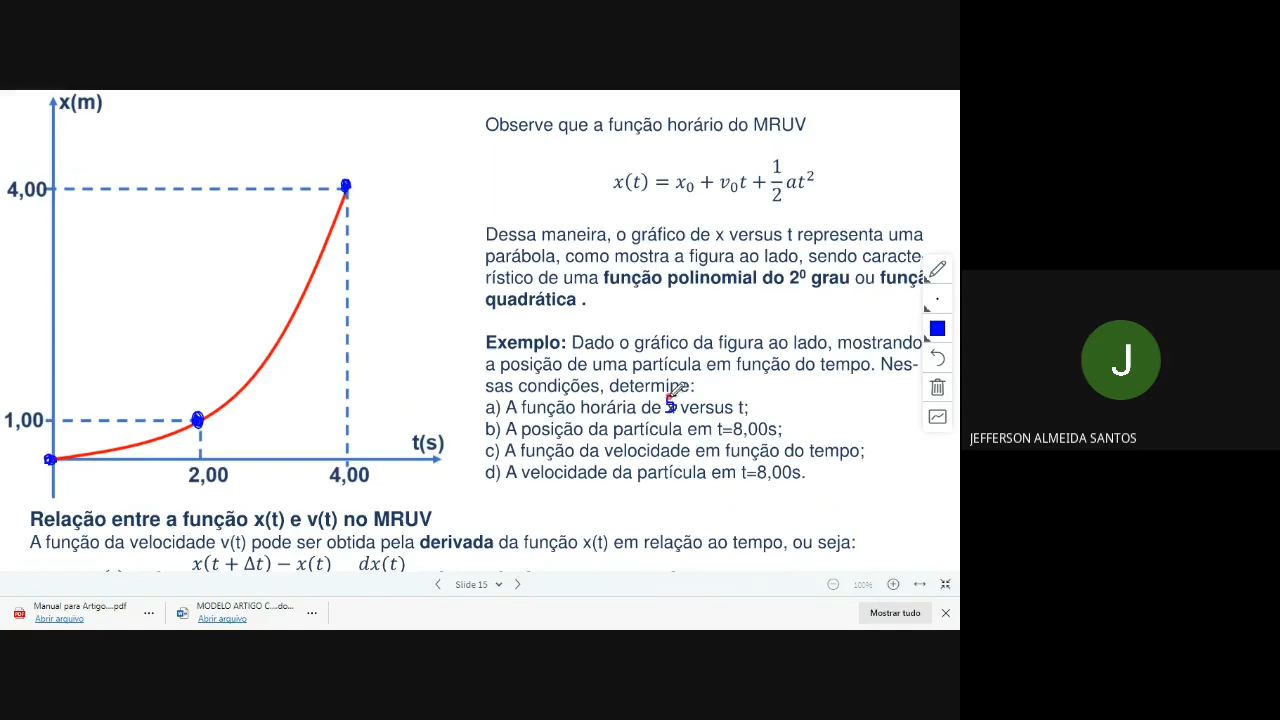 x(m)
4,00
1,00
t(s)
2,00
4,00
Observe que a função horário do MRUV
x(t) = x₀ + v₀t + 1/2 at²
Dessa maneira, o gráfico de x versus t representa uma
parábola, como mostra a figura ao lado, sendo caracte-
rístico de uma função polinomial do 2⁰ grau ou funçã
quadrática .
Exemplo: Dado o gráfico da figura ao lado, mostrando
a posição de uma partícula em função do tempo. Nes-
sas condições, determine:
a) A função horária de x versus t;
b) A posição da partícula em t=8,00s;
c) A função da velocidade em função do tempo;
d) A velocidade da partícula em t=8,00s.
Relação entre a função x(t) e v(t) no MRUV
A função da velocidade v(t) pode ser obtida pela derivada da função x(t) em relação ao tempo, ou seja:
x(t + Δt) − x(t) dx(t)
Slide 15
100%
Manual para Artigo....pdf
Abrir arquivo
MODELO ARTIGO C....do...
Abrir arquivo
Mostrar tudo
J
JEFFERSON ALMEIDA SANTOS